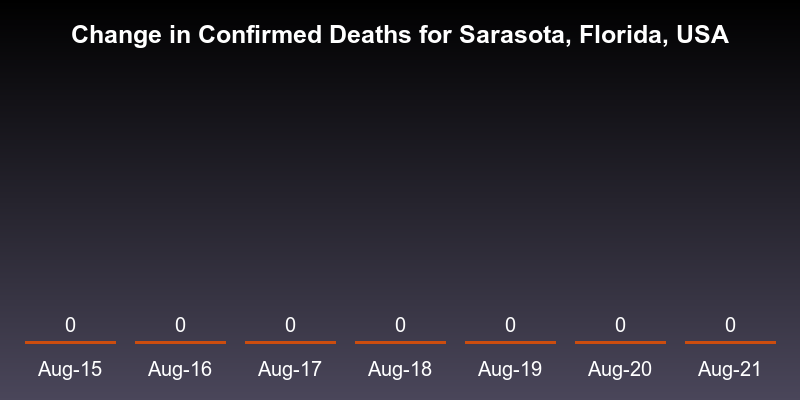 Change in Confirmed Deaths for Sarasota, Florida, USA
0 0 0 0 0 0 0
Aug-15 Aug-16 Aug-17 Aug-18 Aug-19 Aug-20 Aug-21